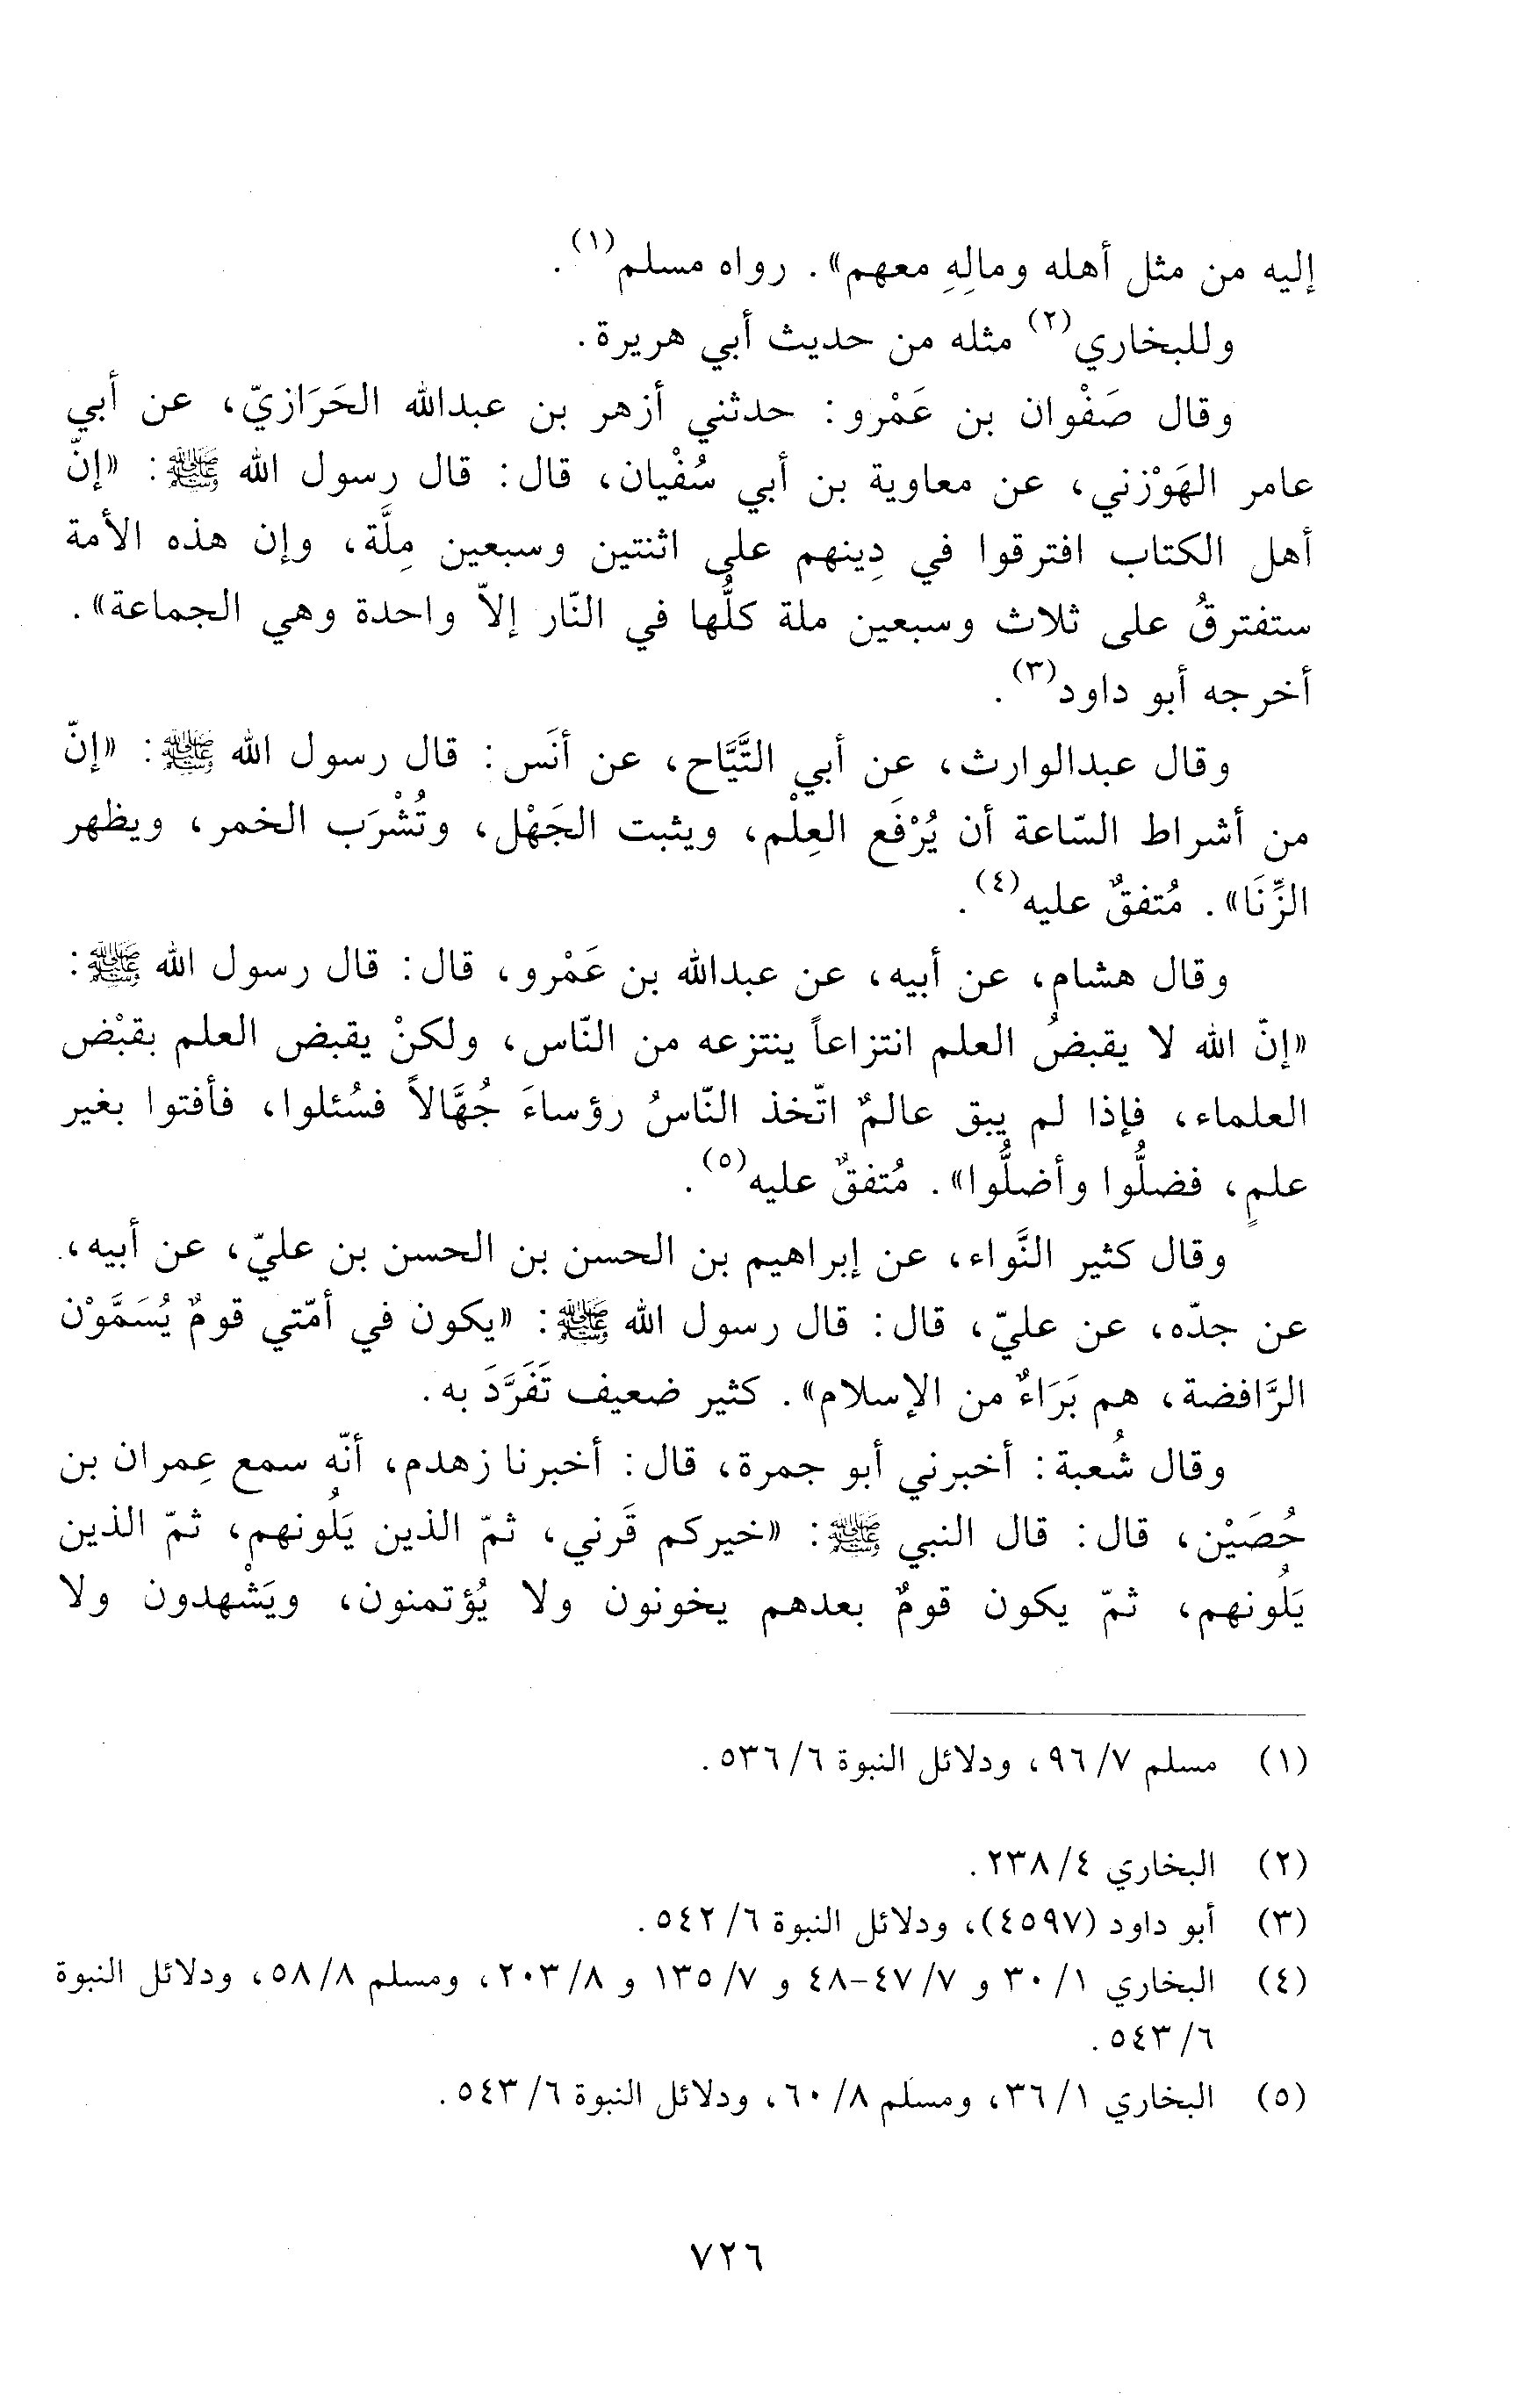 إليه من مثل أهله ومالِهِ معهم». رواه مسلم(١).
وللبخاري(٢) مثله من حديث أبي هريرة.
وقال صَفْوان بن عَمْرو: حدثني أزهر بن عبدالله الحَرَازيّ، عن أبي
عامر الهَوْزني، عن معاوية بن أبي سُفْيان، قال: قال رسول الله ﷺ: «إنّ
أهل الكتاب افترقوا في دِينهم على اثنتين وسبعين مِلَّة، وإن هذه الأمة
ستفترقُ على ثلاث وسبعين ملة كلُّها في النّار إلاّ واحدة وهي الجماعة».
أخرجه أبو داود(٣).
وقال عبدالوارث، عن أبي التَّيَّاح، عن أنَس: قال رسول الله ﷺ: «إنّ
من أشراط السّاعة أن يُرْفَع العِلْم، ويثبت الجَهْل، وتُشْرَب الخمر، ويظهر
الزِّنَا». مُتفقٌ عليه(٤).
وقال هشام، عن أبيه، عن عبدالله بن عَمْرو، قال: قال رسول الله ﷺ:
«إنّ الله لا يقبضُ العلم انتزاعاً ينتزعه من النّاس، ولكنْ يقبض العلم بقبْض
العلماء، فإذا لم يبق عالمٌ اتّخذ النّاسُ رؤساءَ جُهَّالاً فسُئلوا، فأفتوا بغير
علمٍ، فضلُّوا وأضلُّوا». مُتفقٌ عليه(٥).
وقال كثير النَّواء، عن إبراهيم بن الحسن بن الحسن بن عليّ، عن أبيه،
عن جدّه، عن عليّ، قال: قال رسول الله ﷺ: «يكون في أمّتي قومٌ يُسَمَّوْن
الرَّافضة، هم بَرَاءٌ من الإسلام». كثير ضعيف تَفَرَّدَ به.
وقال شُعبة: أخبرني أبو جمرة، قال: أخبرنا زهدم، أنّه سمع عِمران بن
حُصَيْن، قال: قال النبي ﷺ: «خيركم قَرني، ثمّ الذين يَلُونهم، ثمّ الذين
يَلُونهم، ثمّ يكون قومٌ بعدهم يخونون ولا يُؤتمنون، ويَشْهدون ولا
(١) مسلم ٧/ ٩٦، ودلائل النبوة ٦/ ٥٣٦.
(٢) البخاري ٤/ ٢٣٨.
(٣) أبو داود (٤٥٩٧)، ودلائل النبوة ٦/ ٥٤٢.
(٤) البخاري ١/ ٣٠ و ٧/ ٤٧-٤٨ و ٧/ ١٣٥ و ٨/ ٢٠٣، ومسلم ٨/ ٥٨، ودلائل النبوة
٦/ ٥٤٣.
(٥) البخاري ١/ ٣٦، ومسلم ٨/ ٦٠، ودلائل النبوة ٦/ ٥٤٣.
٧٢٦